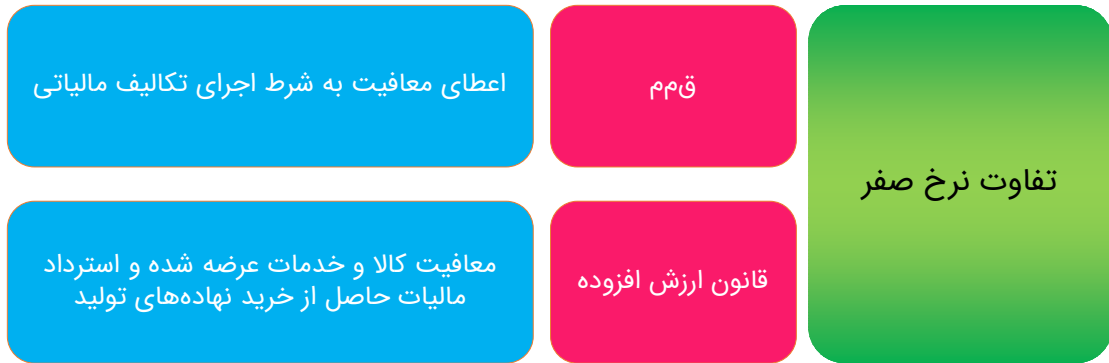 تفاوت نرخ صفر
ق‌م‌م
اعطای معافیت به شرط اجرای تکالیف مالیاتی
قانون ارزش افزوده
معافیت کالا و خدمات عرضه شده و استرداد
مالیات حاصل از خرید نهاده‌های تولید